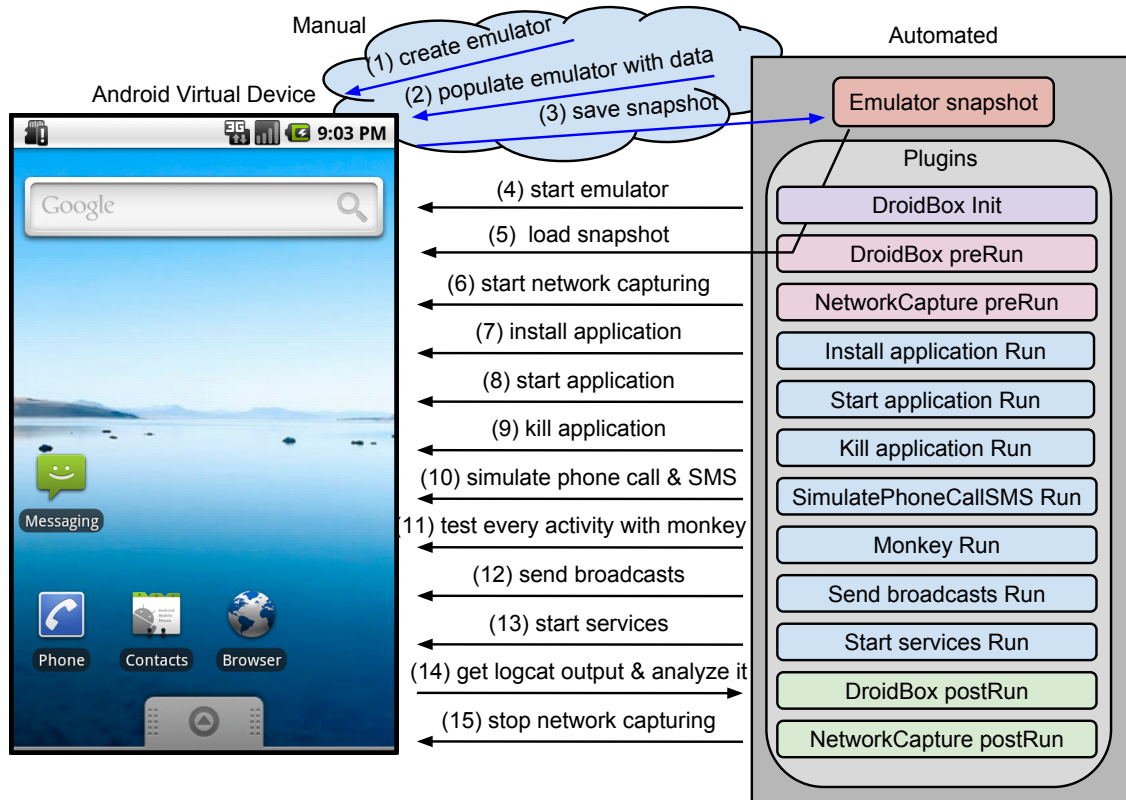 Manual
(1) create emulator
(2) populate emulator with data
(3) save snapshot
Automated
Emulator snapshot
Android Virtual Device
3G
9:03 PM
Google
Messaging
Phone
Contacts
Browser
(4) start emulator
(5) load snapshot
(6) start network capturing
(7) install application
(8) start application
(9) kill application
(10) simulate phone call & SMS
(11) test every activity with monkey
(12) send broadcasts
(13) start services
(14) get logcat output & analyze it
(15) stop network capturing
Plugins
DroidBox Init
DroidBox preRun
NetworkCapture preRun
Install application Run
Start application Run
Kill application Run
SimulatePhoneCallSMS Run
Monkey Run
Send broadcasts Run
Start services Run
DroidBox postRun
NetworkCapture postRun